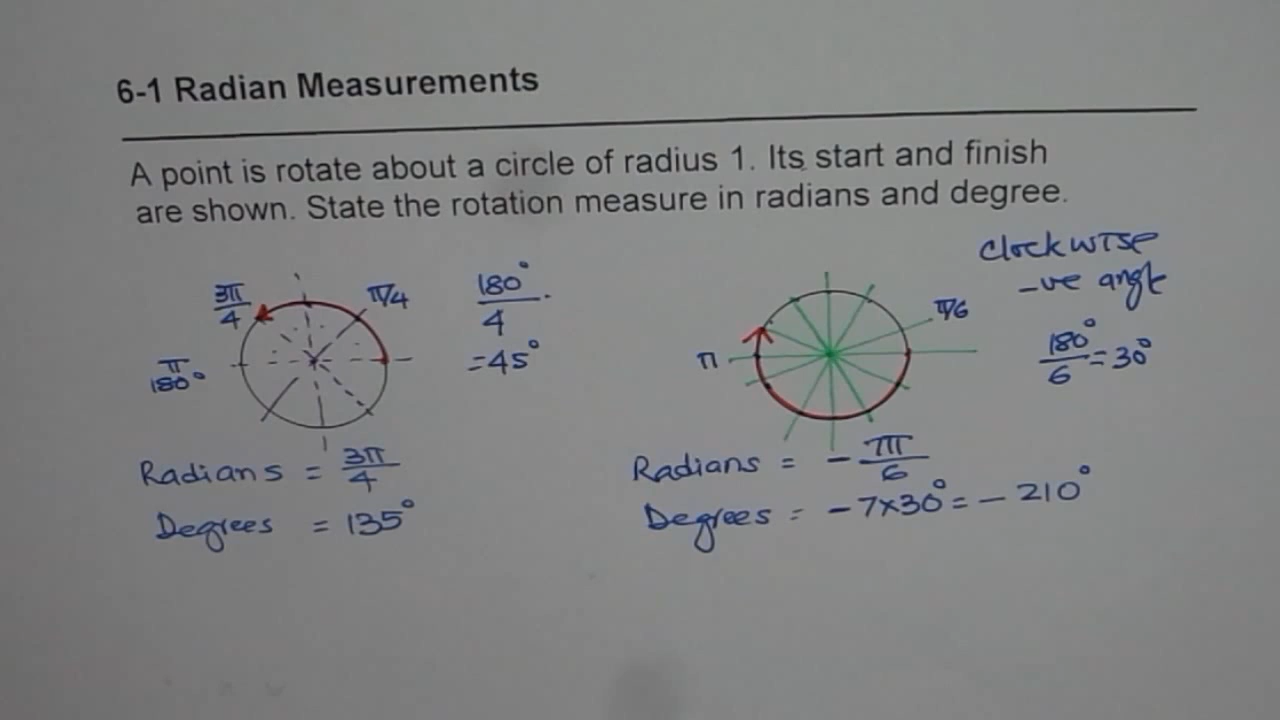 6-1 Radian Measurements
A point is rotate about a circle of radius 1. Its start and finish
are shown. State the rotation measure in radians and degree.
3π/4
π/4
π
180°
180°/4
=45°
Radians = 3π/4
Degrees = 135°
clockwise
-ve angle
π/6
π
180°/6 = 30°
Radians = - 7π/6
Degrees = -7×30° = - 210°